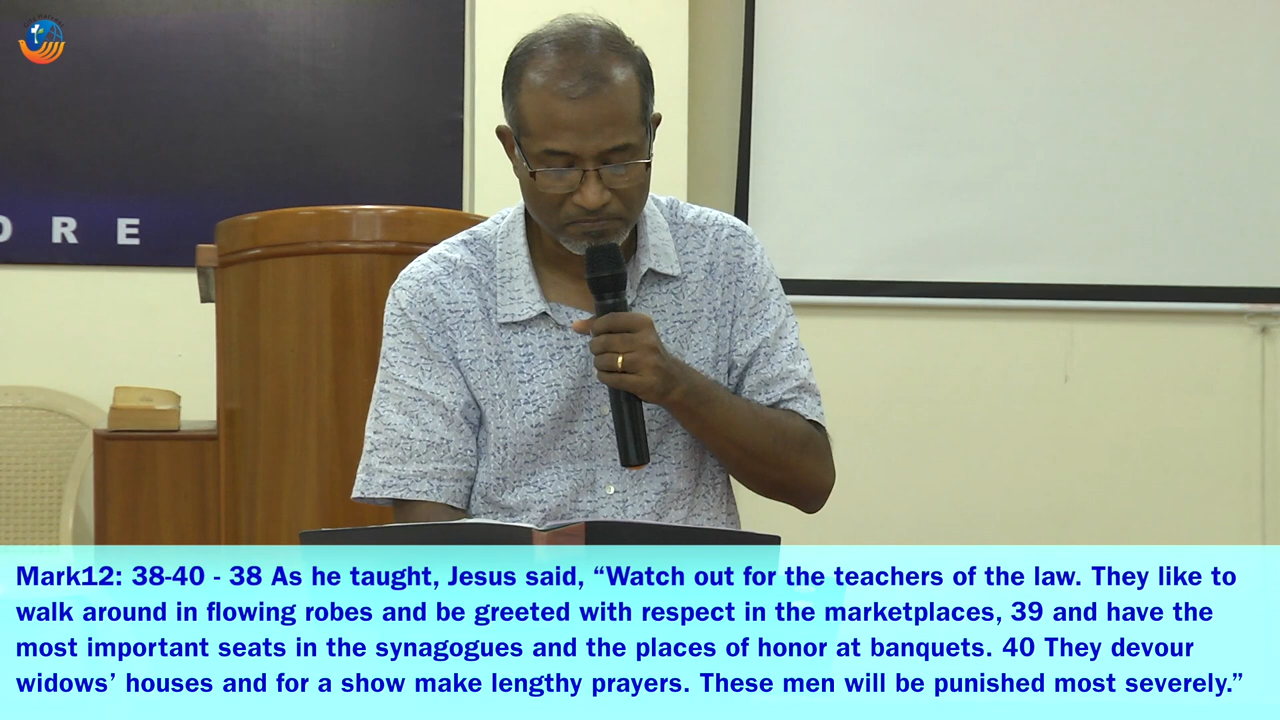 ORE
Mark12: 38-40 - 38 As he taught, Jesus said, “Watch out for the teachers of the law. They like to
walk around in flowing robes and be greeted with respect in the marketplaces, 39 and have the
most important seats in the synagogues and the places of honor at banquets. 40 They devour
widows’ houses and for a show make lengthy prayers. These men will be punished most severely.”